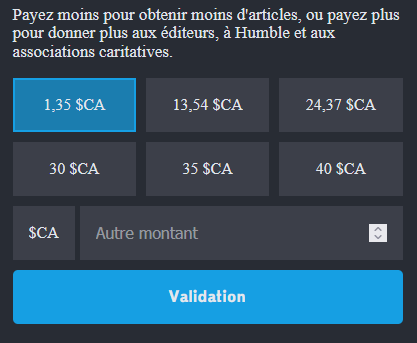 Payez moins pour obtenir moins d'articles, ou payez plus
pour donner plus aux éditeurs, à Humble et aux
associations caritatives.
1,35 $CA 13,54 $CA 24,37 $CA
30 $CA 35 $CA 40 $CA
$CA Autre montant
Validation